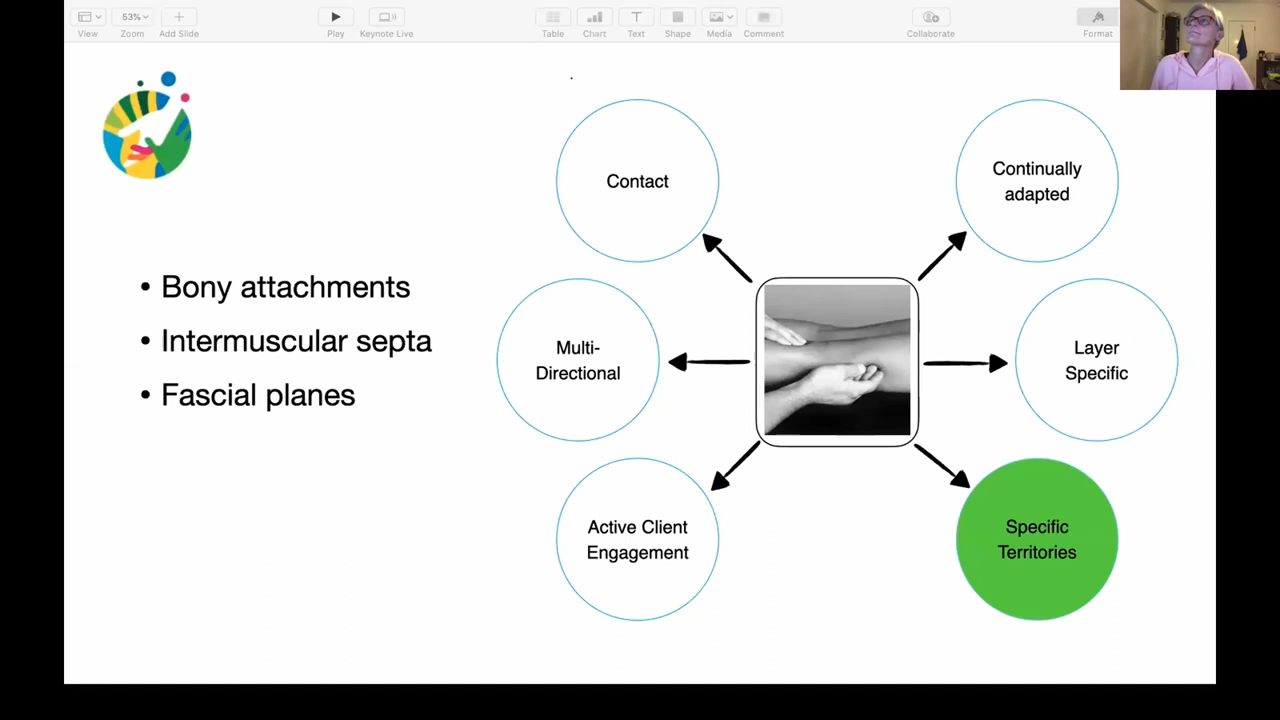 53%
View
Zoom
Add Slide
Play
Keynote Live
Table
Chart
Text
Shape
Media
Comment
Collaborate
Format
Contact
Continually
adapted
• Bony attachments
• Intermuscular septa
• Fascial planes
Multi-
Directional
Layer
Specific
Active Client
Engagement
Specific
Territories